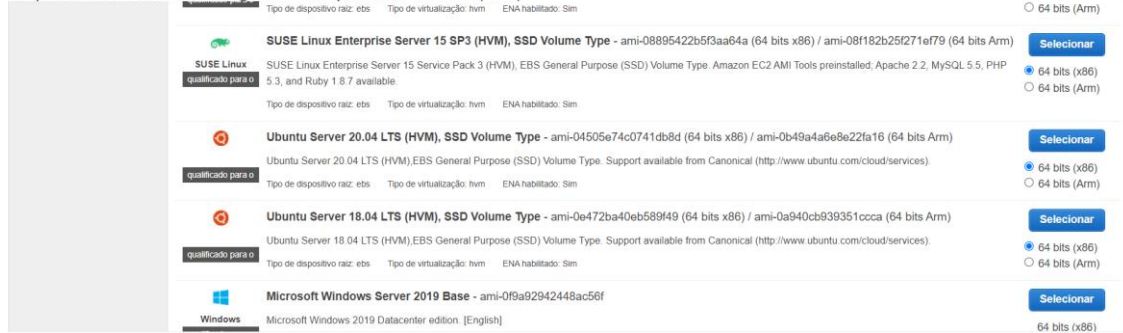 Tipo de dispositivo raiz: ebs Tipo de virtualização: hvm ENA habilitado: Sim
64 bits (Arm)
SUSE Linux Enterprise Server 15 SP3 (HVM), SSD Volume Type - ami-08895422b5f3aa64a (64 bits x86) / ami-08f182b25f271ef79 (64 bits Arm)
Selecionar
SUSE Linux
qualificado para o
SUSE Linux Enterprise Server 15 Service Pack 3 (HVM), EBS General Purpose (SSD) Volume Type. Amazon EC2 AMI Tools preinstalled; Apache 2.2, MySQL 5.5, PHP
5.3, and Ruby 1.8.7 available.
64 bits (x86)
64 bits (Arm)
Tipo de dispositivo raiz: ebs Tipo de virtualização: hvm ENA habilitado: Sim
Ubuntu Server 20.04 LTS (HVM), SSD Volume Type - ami-04505e74c0741db8d (64 bits x86) / ami-0b49a4a6e8e22fa16 (64 bits Arm)
Selecionar
qualificado para o
Ubuntu Server 20.04 LTS (HVM),EBS General Purpose (SSD) Volume Type. Support available from Canonical (http://www.ubuntu.com/cloud/services).
64 bits (x86)
64 bits (Arm)
Tipo de dispositivo raiz: ebs Tipo de virtualização: hvm ENA habilitado: Sim
Ubuntu Server 18.04 LTS (HVM), SSD Volume Type - ami-0e472ba40eb589f49 (64 bits x86) / ami-0a940cb939351ccca (64 bits Arm)
Selecionar
qualificado para o
Ubuntu Server 18.04 LTS (HVM),EBS General Purpose (SSD) Volume Type. Support available from Canonical (http://www.ubuntu.com/cloud/services).
64 bits (x86)
64 bits (Arm)
Tipo de dispositivo raiz: ebs Tipo de virtualização: hvm ENA habilitado: Sim
Microsoft Windows Server 2019 Base - ami-0f9a92942448ac56f
Selecionar
Windows
Microsoft Windows 2019 Datacenter edition. [English]
64 bits (x86)